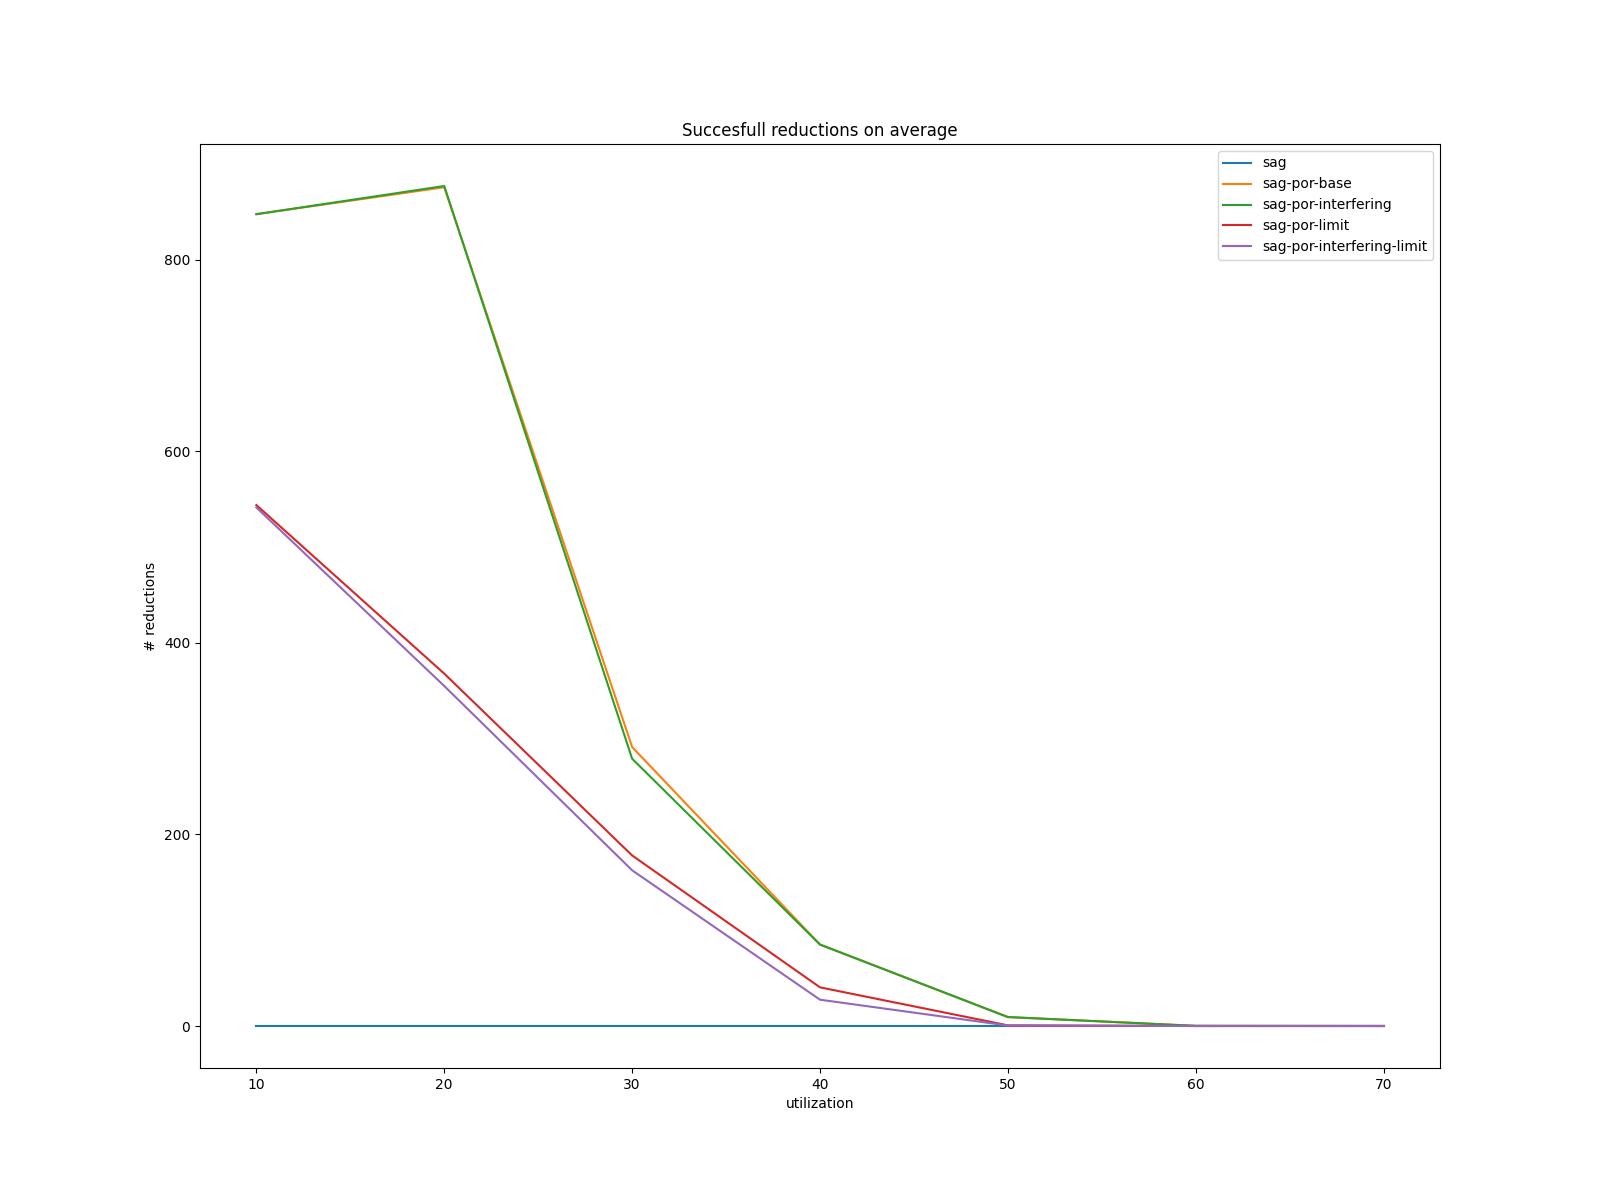 Succesfull reductions on average
sag
sag-por-base
sag-por-interfering
sag-por-limit
sag-por-interfering-limit
# reductions
800
600
400
200
0
10 20 30 40 50 60 70
utilization